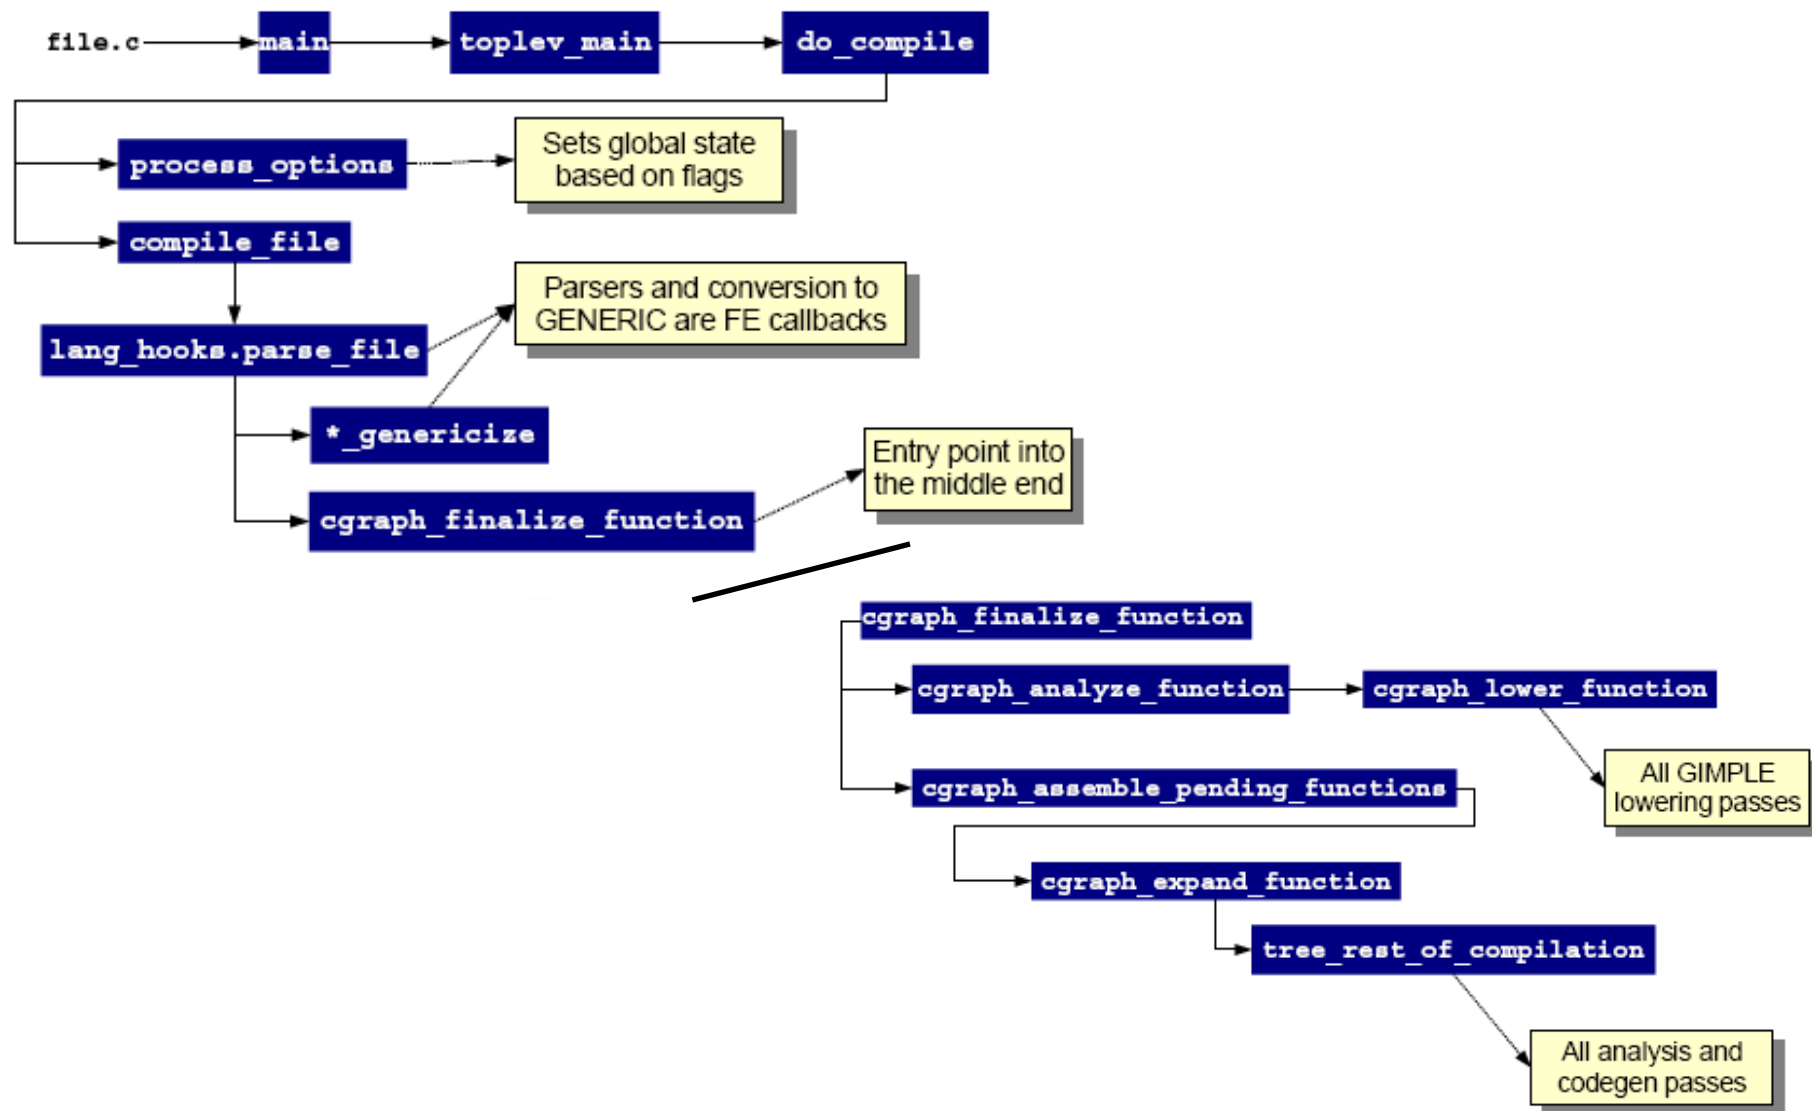 file.c
main
toplev_main
do_compile
process_options
Sets global state
based on flags
compile_file
Parsers and conversion to
GENERIC are FE callbacks
lang_hooks.parse_file
*_genericize
Entry point into
the middle end
cgraph_finalize_function
cgraph_finalize_function
cgraph_analyze_function
cgraph_lower_function
All GIMPLE
lowering passes
cgraph_assemble_pending_functions
cgraph_expand_function
tree_rest_of_compilation
All analysis and
codegen passes